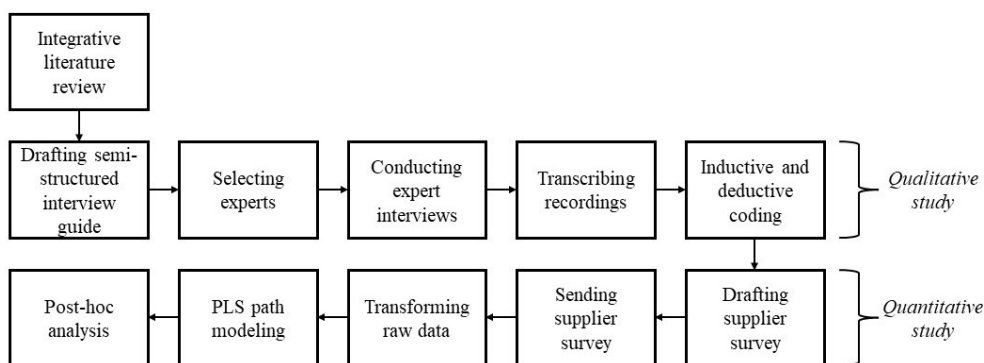 Integrative
literature
review
Drafting semi-
structured
interview
guide
Selecting
experts
Conducting
expert
interviews
Transcribing
recordings
Inductive and
deductive
coding
Qualitative
study
Post-hoc
analysis
PLS path
modeling
Transforming
raw data
Sending
supplier
survey
Drafting
supplier
survey
Quantitative
study